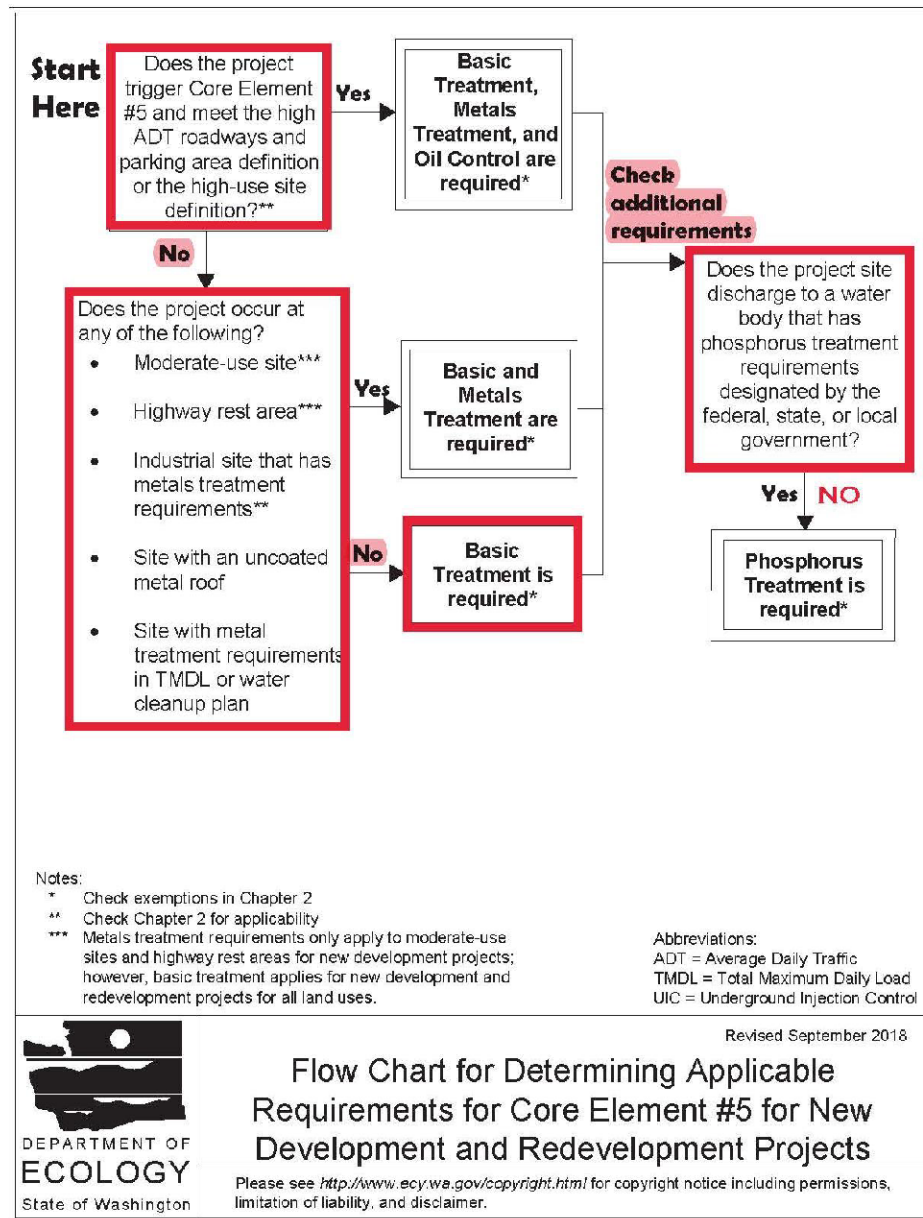 Start
Here
Does the project
trigger Core Element
#5 and meet the high
ADT roadways and
parking area definition
or the high-use site
definition?**
Yes
Basic
Treatment,
Metals
Treatment, and
Oil Control are
required*
Check
additional
requirements
No
Does the project occur at
any of the following?
• Moderate-use site***
• Highway rest area***
• Industrial site that has
metals treatment
requirements**
• Site with an uncoated
metal roof
• Site with metal
treatment requirements
in TMDL or water
cleanup plan
Yes
Basic and
Metals
Treatment are
required*
No
Basic
Treatment is
required*
Does the project site
discharge to a water
body that has
phosphorus treatment
requirements
designated by the
federal, state, or local
government?
Yes NO
Phosphorus
Treatment is
required*
Notes:
* Check exemptions in Chapter 2
** Check Chapter 2 for applicability
*** Metals treatment requirements only apply to moderate-use
sites and highway rest areas for new development projects;
however, basic treatment applies for new development and
redevelopment projects for all land uses.
Abbreviations:
ADT = Average Daily Traffic
TMDL = Total Maximum Daily Load
UIC = Underground Injection Control
DEPARTMENT OF
ECOLOGY
State of Washington
Revised September 2018
Flow Chart for Determining Applicable
Requirements for Core Element #5 for New
Development and Redevelopment Projects
Please see http://www.ecy.wa.gov/copyright.html for copyright notice including permissions,
limitation of liability, and disclaimer.